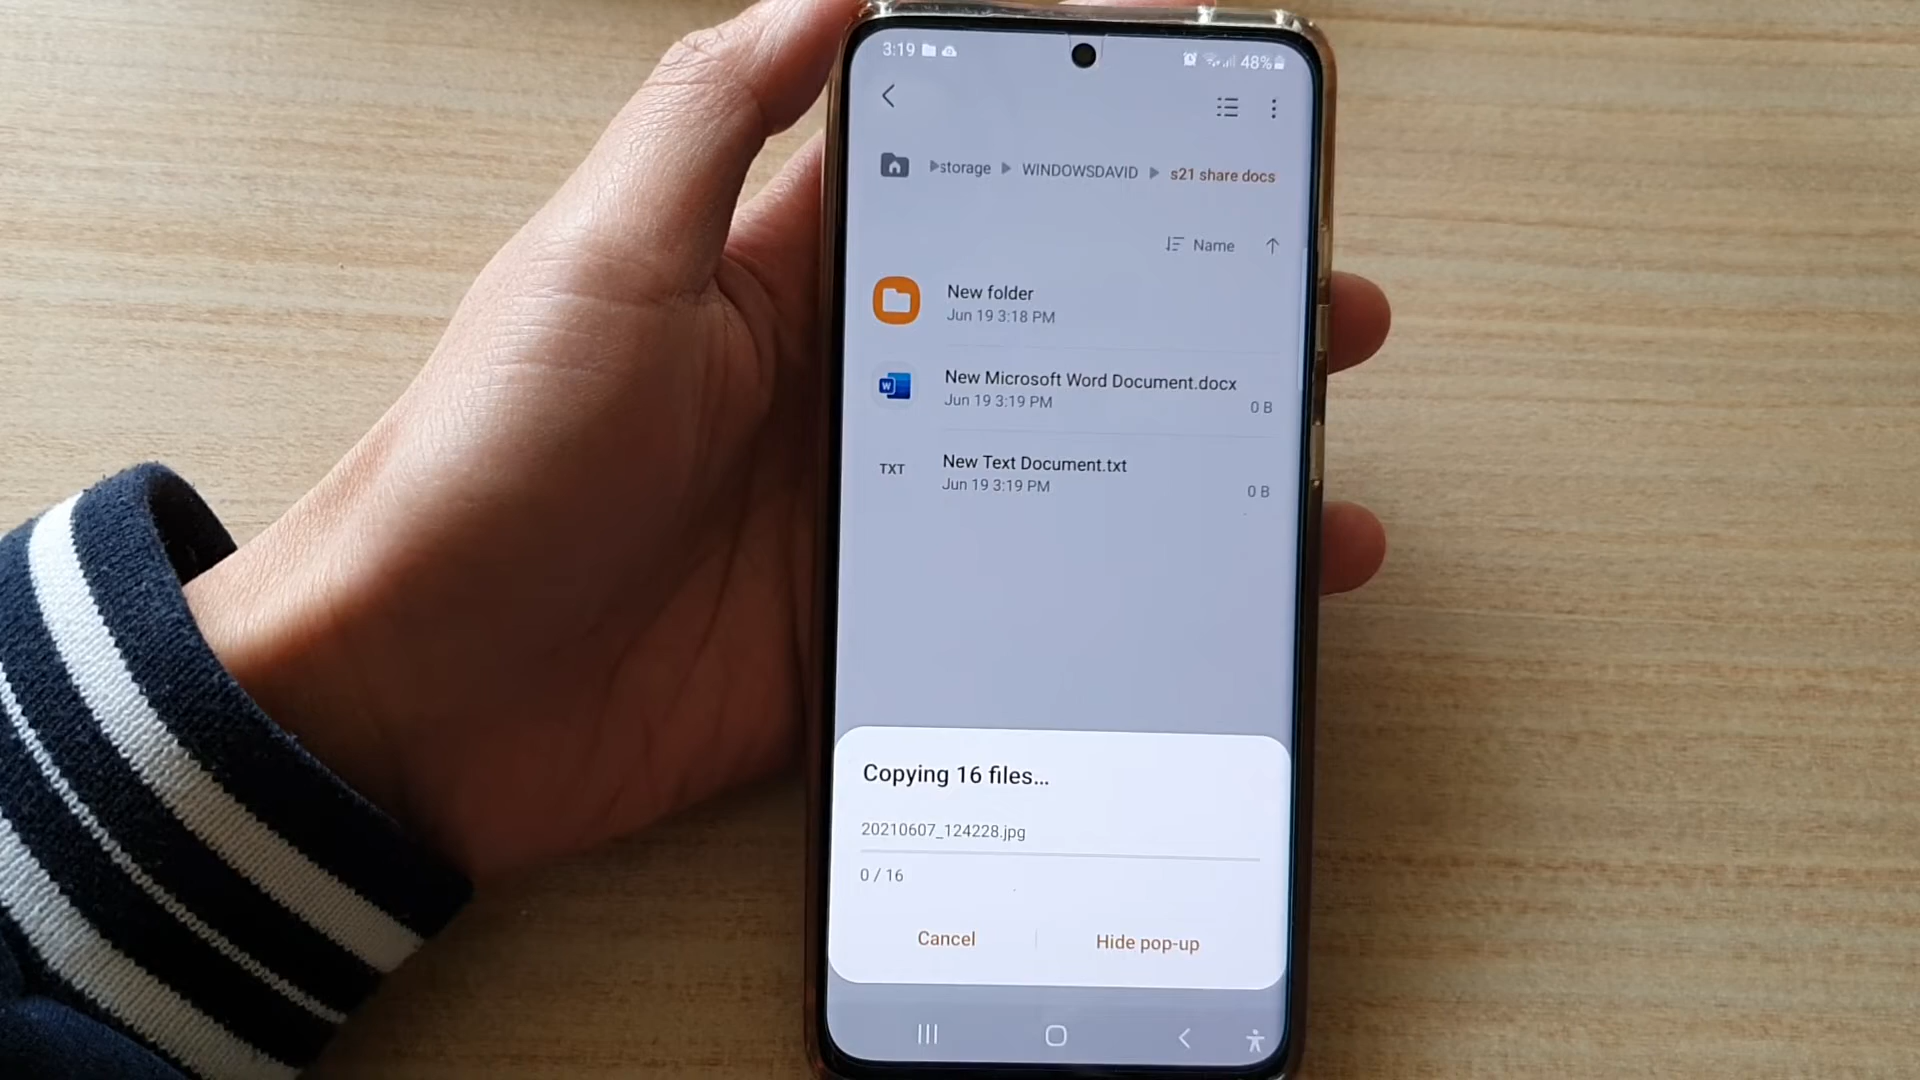 3:19
48%
storage WINDOWSDAVID s21 share docs
Name
New folder
Jun 19 3:18 PM
W
New Microsoft Word Document.docx
Jun 19 3:19 PM
0 B
TXT
New Text Document.txt
Jun 19 3:19 PM
0 B
Copying 16 files...
20210607_124228.jpg
0 / 16
Cancel
Hide pop-up